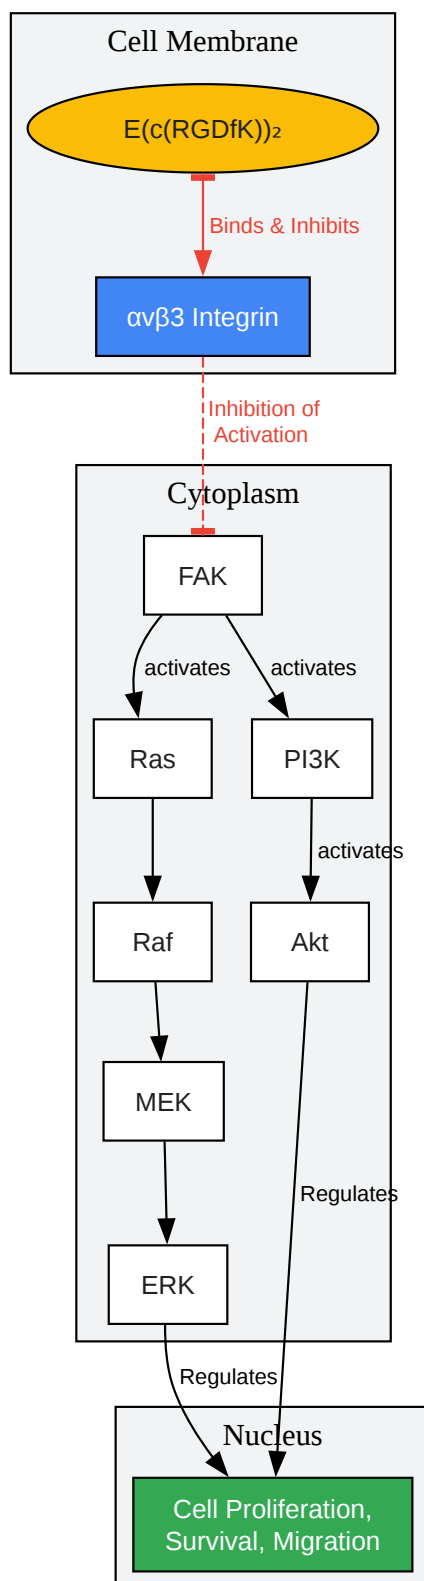 Cell Membrane
E(c(RGDfK))₂
Binds & Inhibits
αvβ3 Integrin
Inhibition of
Activation
Cytoplasm
FAK
activates
activates
Ras
PI3K
activates
Raf
Akt
MEK
Regulates
ERK
Regulates
Nucleus
Cell Proliferation,
Survival, Migration